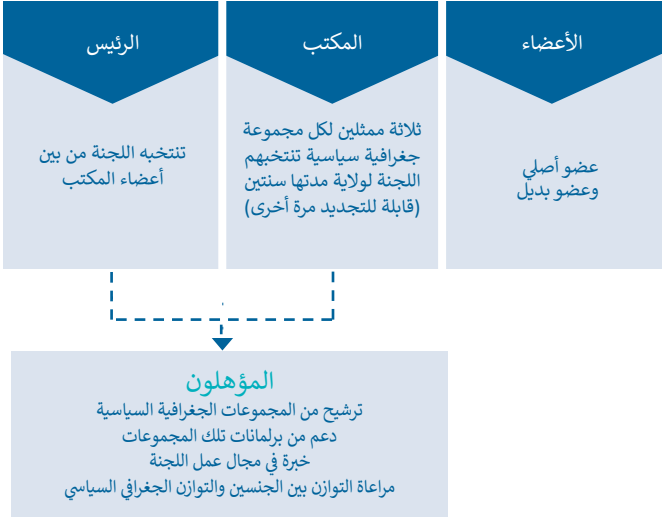 الأعضاء
عضو أصلي
وعضو بديل
المكتب
ثلاثة ممثلين لكل مجموعة
جغرافية سياسية تنتخبهم
اللجنة لولاية مدتها سنتين
(قابلة للتجديد مرة أخرى)
الرئيس
تنتخبه اللجنة من بين
أعضاء المكتب
المؤهلون
ترشيح من المجموعات الجغرافية السياسية
دعم من برلمانات تلك المجموعات
خبرة في مجال عمل اللجنة
مراعاة التوازن بين الجنسين والتوازن الجغرافي السياسي